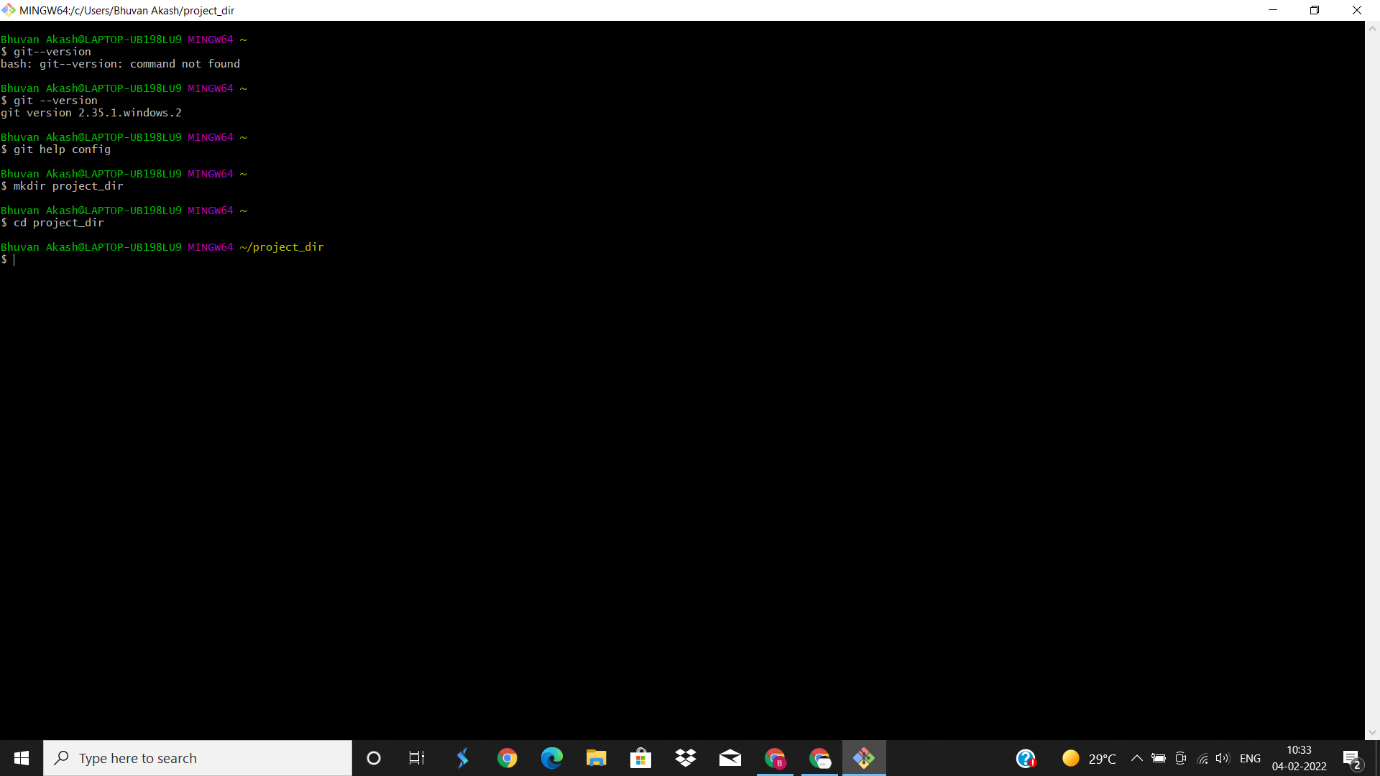 MINGW64:/c/Users/Bhuvan Akash/project_dir
Bhuvan Akash@LAPTOP-UB198LU9 MINGW64 ~
$ git--version
bash: git--version: command not found
Bhuvan Akash@LAPTOP-UB198LU9 MINGW64 ~
$ git --version
git version 2.35.1.windows.2
Bhuvan Akash@LAPTOP-UB198LU9 MINGW64 ~
$ git help config
Bhuvan Akash@LAPTOP-UB198LU9 MINGW64 ~
$ mkdir project_dir
Bhuvan Akash@LAPTOP-UB198LU9 MINGW64 ~
$ cd project_dir
Bhuvan Akash@LAPTOP-UB198LU9 MINGW64 ~/project_dir
$
Type here to search
B
29°C
ENG
10:33
04-02-2022
2